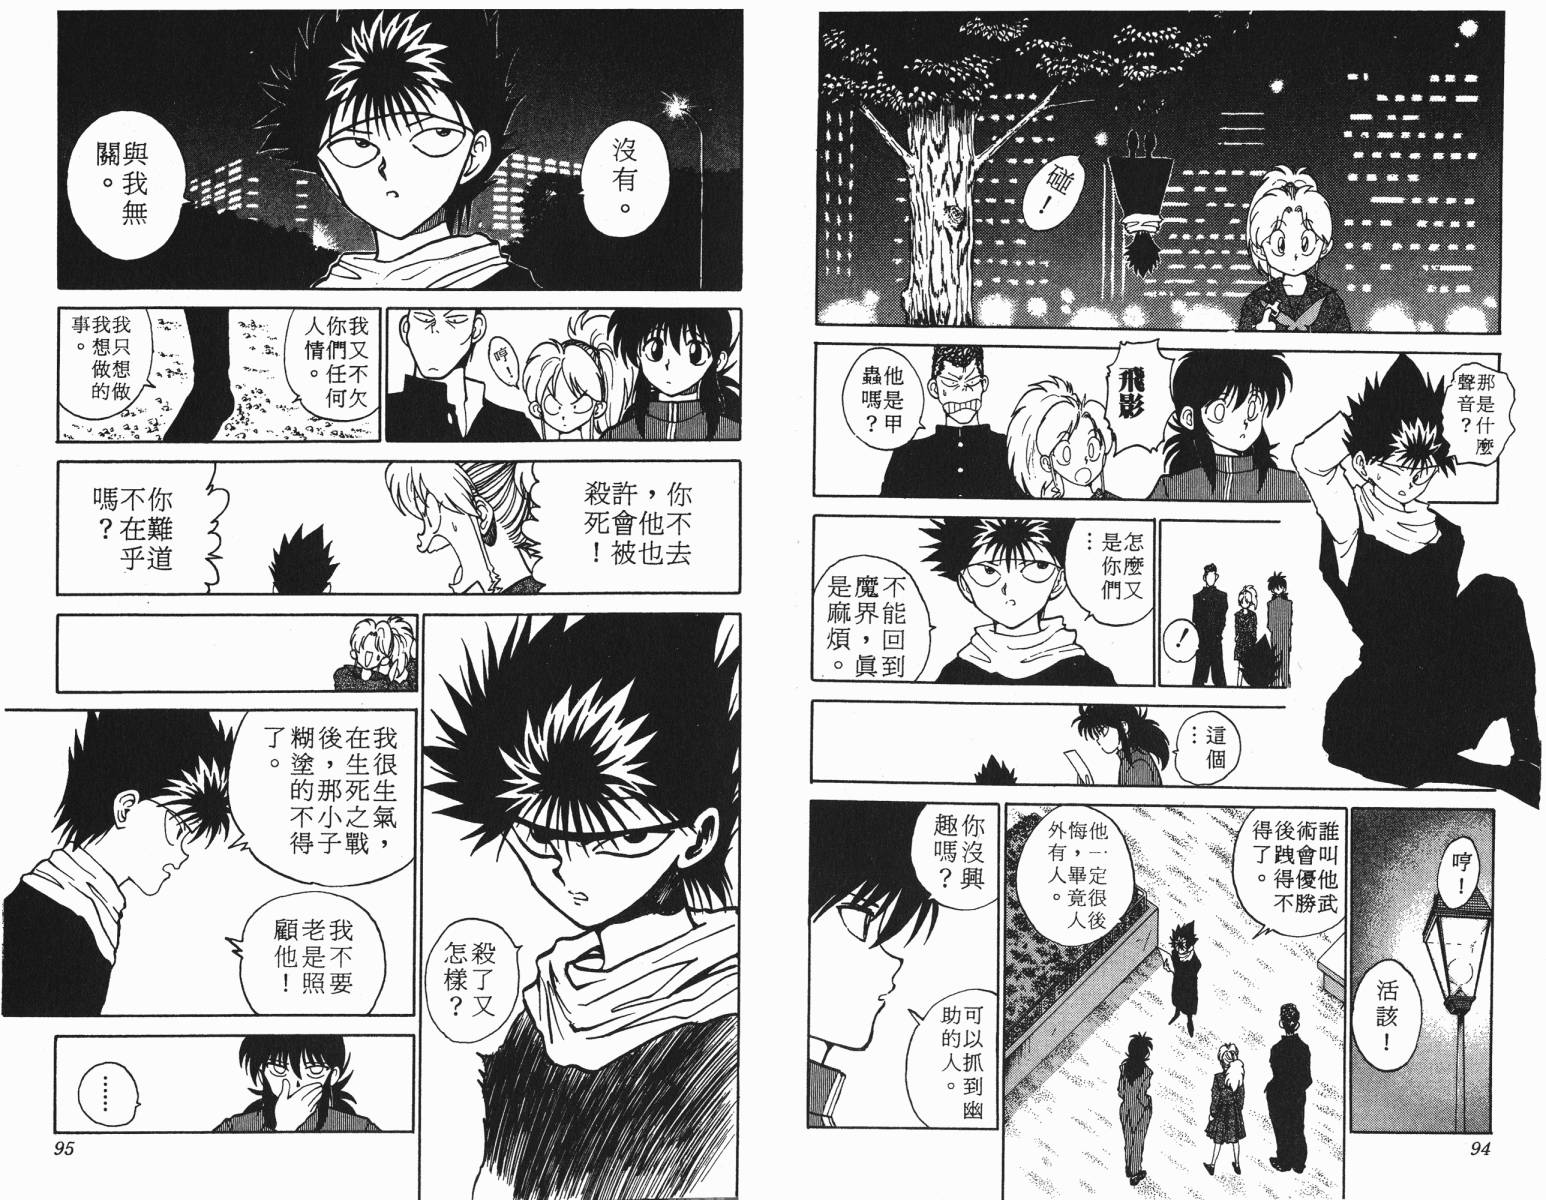 碰！
那是什麼
聲音？
飛影
他是甲
蟲嗎？
！
怎麼又
是你們
…
不能回到
魔界，眞
是麻煩。
這個
…
哼！
活該！
誰叫他武
術會優勝
後跩得不
得了。
他一定很後
悔，畢竟人
外有人。
你沒興
趣嗎？
可以抓到幽
助的人。
94
沒有。
與我無
關。
哼！
我又不欠
你們任何
人情。
我只想做
我想做的
事。
你不去
，他也
許會被
殺死！
你難道
不在乎
嗎？
殺了又
怎樣？
我很生氣，
在生死之戰
後，那小子
糊塗的不得
了。
我不要
老是照
顧他！
……
95